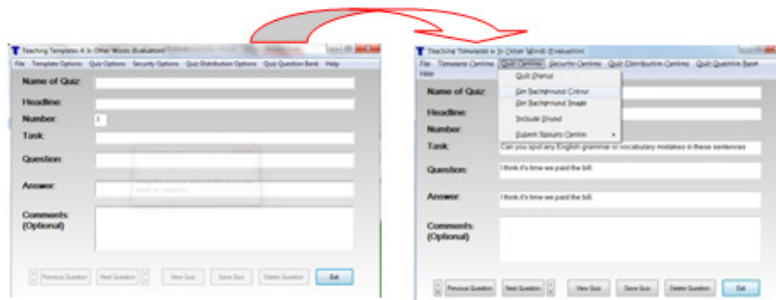 Teaching Templates 4: In Other Words (Evaluation)
File Template Options Quiz Options Security Options Quiz Distribution Options Quiz Question Bank Help
Name of Quiz:
Headline:
Number: 1
Task:
Question:
Answer:
Comments:
(Optional)
Previous Question Next Question View Quiz Save Quiz Delete Question Exit
Teaching Templates 4: In Other Words (Evaluation)
File Template Options Quiz Options Security Options Quiz Distribution Options Quiz Question Bank
Help
Quiz
Name of Quiz:
Set Background Colour
Set Background Image
Headline:
Include Sound
Number:
Submit Results Option
Task: Can you spot any English grammar or vocabulary mistakes in these sentences
Question: I think it's time we paid the bill.
Answer: I think it's time we paid the bill.
Comments:
(Optional)
Previous Question Next Question View Quiz Save Quiz Delete Question Exit